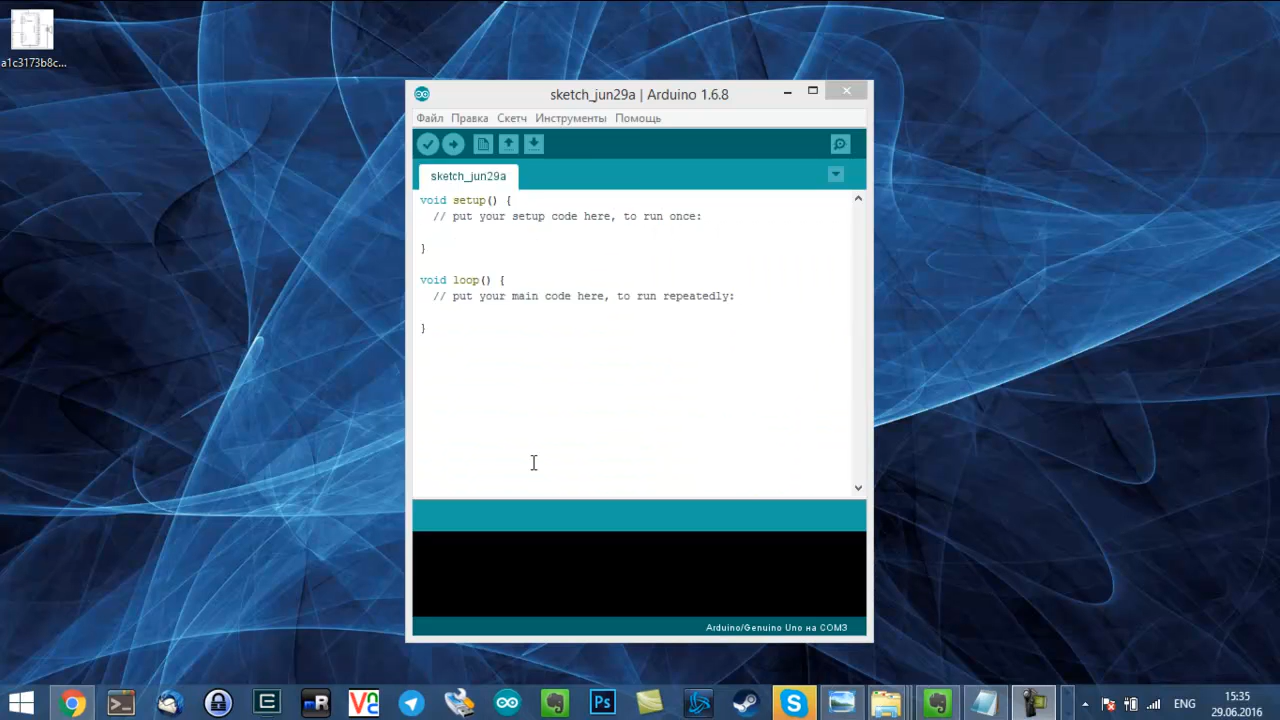 a1c3173b8c...
sketch_jun29a | Arduino 1.6.8
Файл Правка Скетч Инструменты Помощь
sketch_jun29a
void setup() {
// put your setup code here, to run once:
}
void loop() {
// put your main code here, to run repeatedly:
}
Arduino/Genuino Uno на COM3
mR
Ps
ENG
15:35
29.06.2016